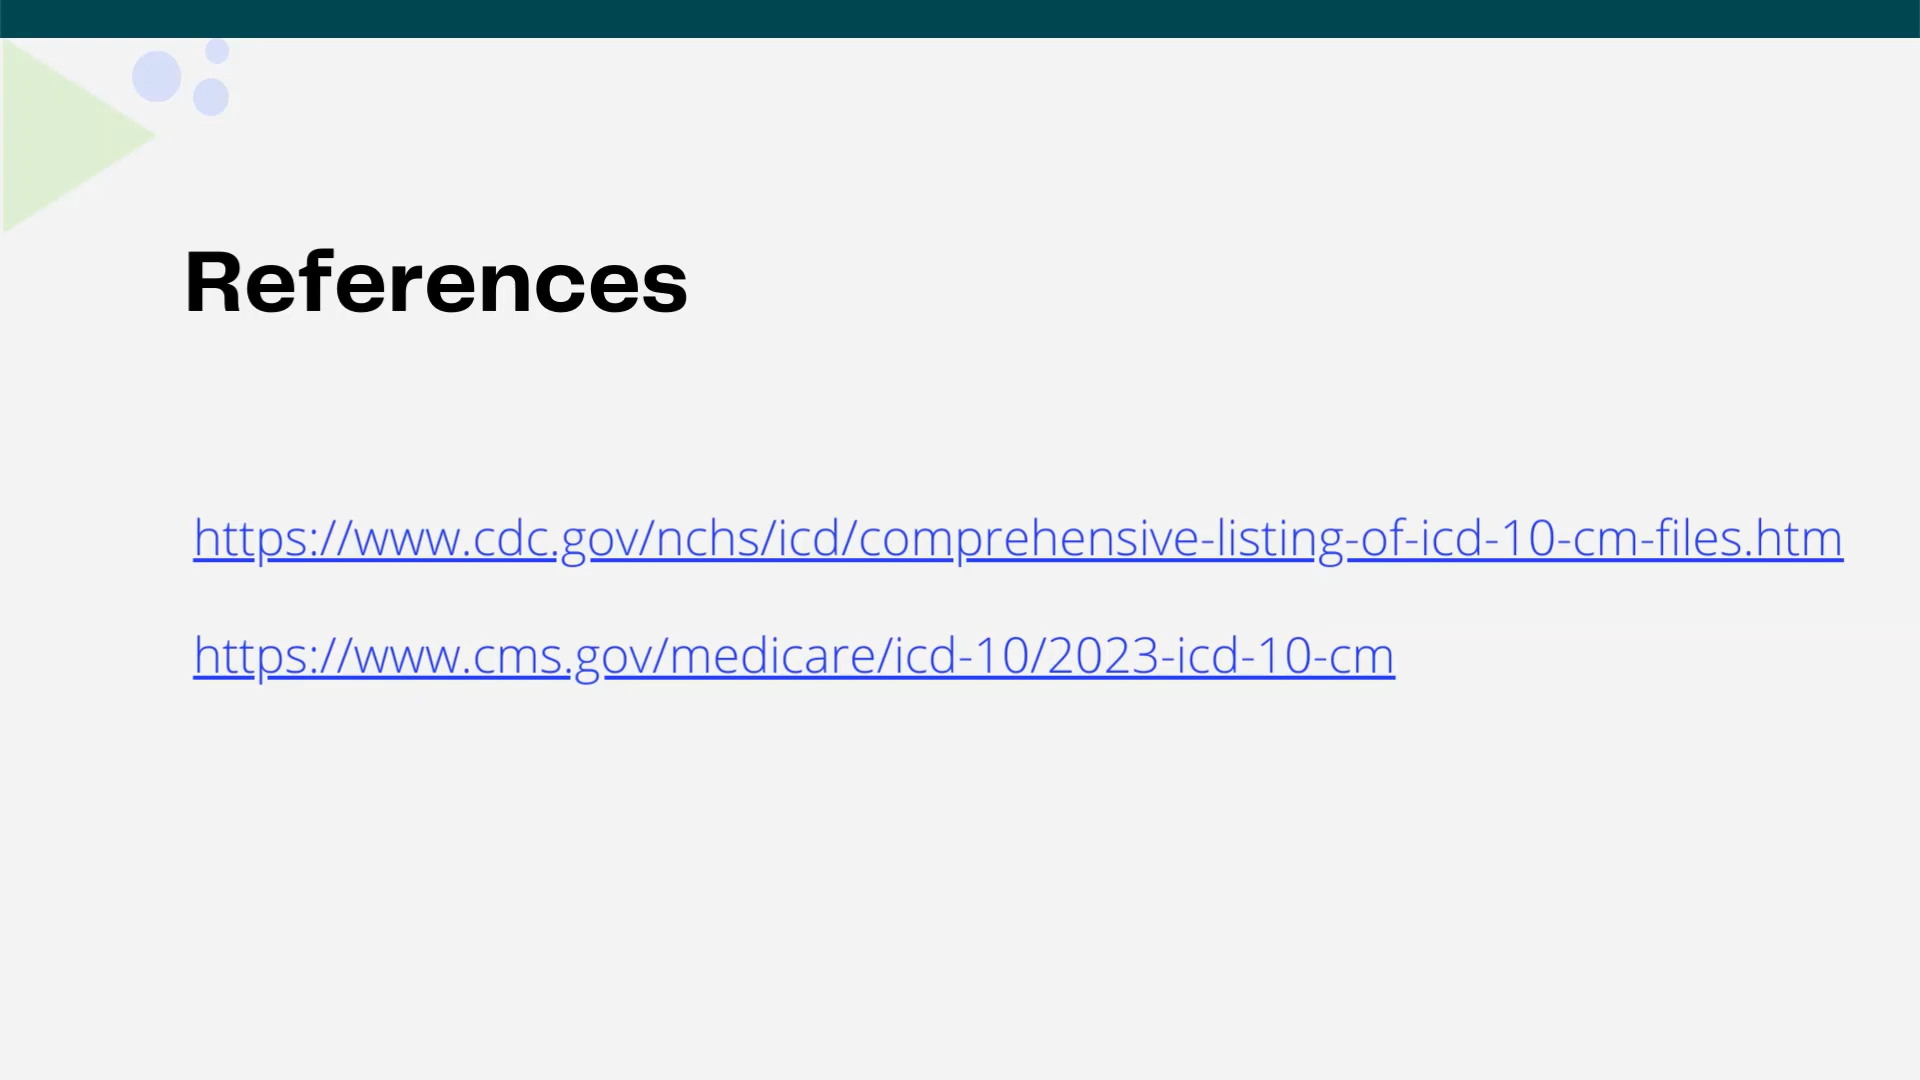 References
https://www.cdc.gov/nchs/icd/comprehensive-listing-of-icd-10-cm-files.htm
https://www.cms.gov/medicare/icd-10/2023-icd-10-cm